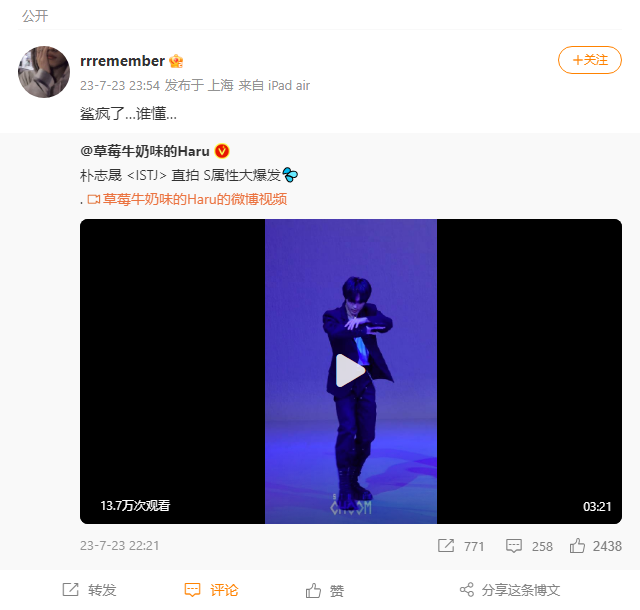 公开
rrremember
+关注
23-7-23 23:54 发布于 上海 来自 iPad air
鲨疯了...谁懂...
@草莓牛奶味的Haru
朴志晟 <ISTJ> 直拍 S属性大爆发
. 草莓牛奶味的Haru的微博视频
13.7万次观看
03:21
23-7-23 22:21
771
258
2438
转发
评论
赞
分享这条博文